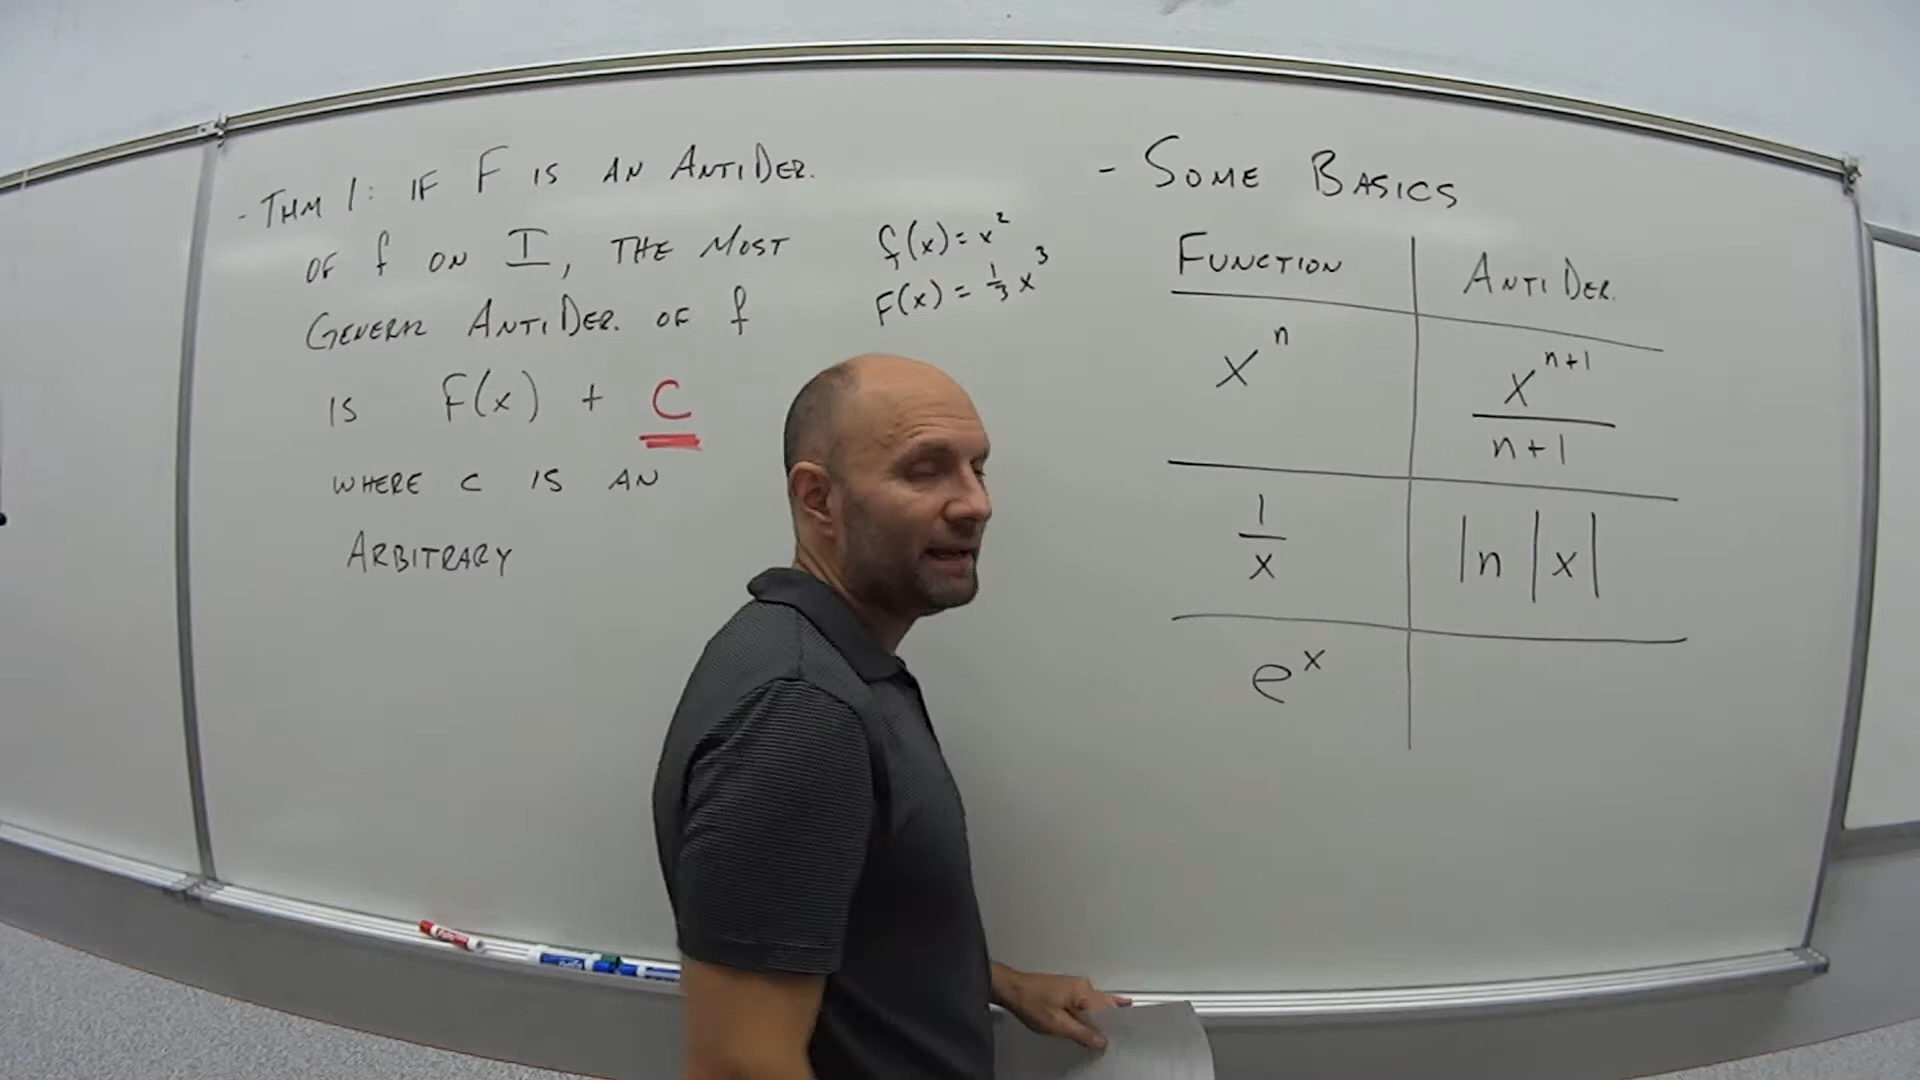 - THM 1: IF F IS AN ANTIDER.
OF f ON I, THE MOST
GENERAL ANTIDER. OF f
IS F(x) + C
WHERE C IS AN
ARBITRARY
f(x) = x²
F(x) = 1/3 x³
- SOME BASICS
FUNCTION | ANTIDER.
xⁿ | xⁿ⁺¹/n+1
1/x | ln |x|
eˣ